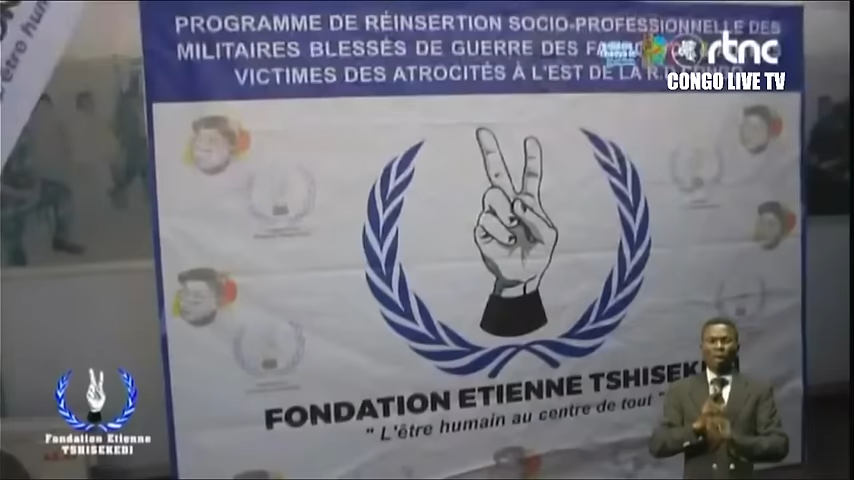 PROGRAMME DE RÉINSERTION SOCIO-PROFESSIONNELLE DES
MILITAIRES BLESSÉS DE GUERRE DES
VICTIMES DES ATROCITÉS À L'EST DE LA
rtnc
CONGO LIVE TV
FONDATION ETIENNE
" L'être humain au centre de tout "
Fondation Etienne
TSHISEKEDI